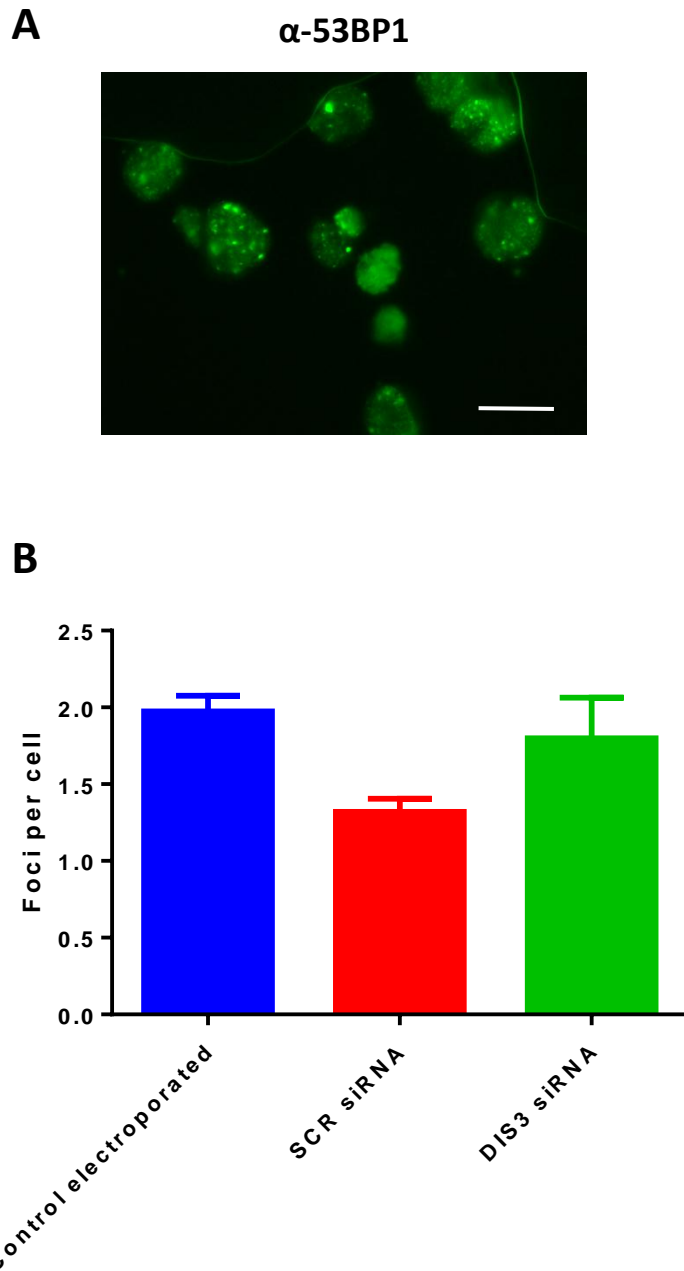 A
α-53BP1
B
2.5
2.0
1.5
1.0
0.5
0.0
Foci per cell
Control electroporated
SCR siRNA
DIS3 siRNA